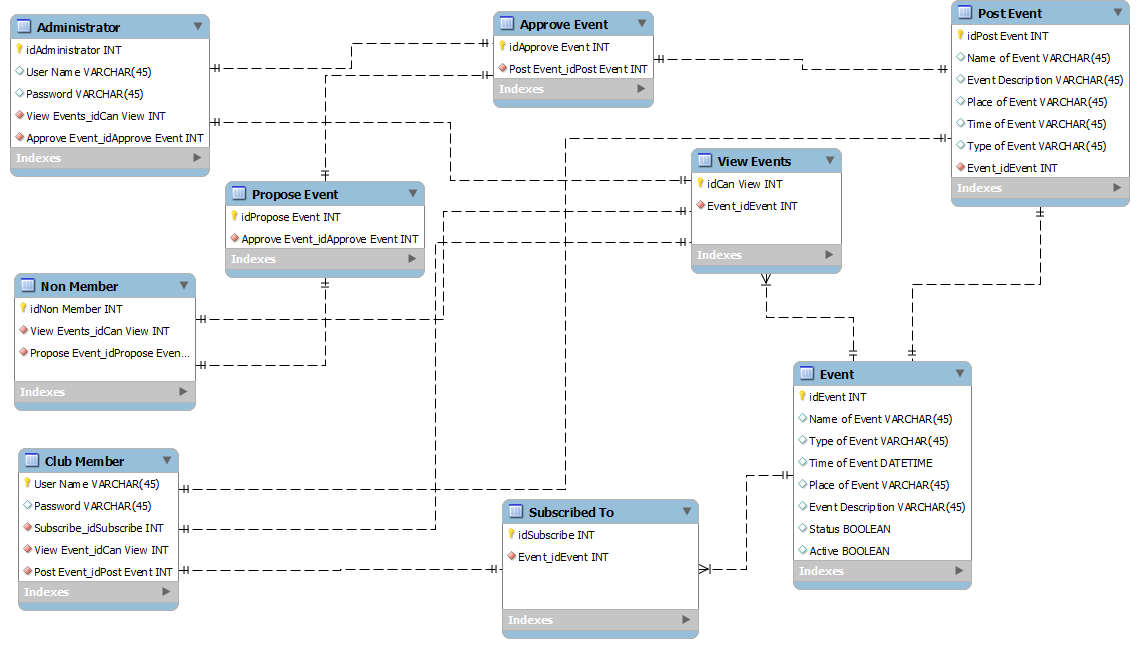 Administrator
idAdministrator INT
User Name VARCHAR(45)
Password VARCHAR(45)
View Events_idCan View INT
Approve Event_idApprove Event INT
Indexes
Approve Event
idApprove Event INT
Post Event_idPost Event INT
Indexes
Post Event
idPost Event INT
Name of Event VARCHAR(45)
Event Description VARCHAR(45)
Place of Event VARCHAR(45)
Time of Event VARCHAR(45)
Type of Event VARCHAR(45)
Event_idEvent INT
Indexes
Propose Event
idPropose Event INT
Approve Event_idApprove Event INT
Indexes
View Events
idCan View INT
Event_idEvent INT
Indexes
Non Member
idNon Member INT
View Events_idCan View INT
Propose Event_idPropose Even...
Indexes
Event
idEvent INT
Name of Event VARCHAR(45)
Type of Event VARCHAR(45)
Time of Event DATETIME
Place of Event VARCHAR(45)
Event Description VARCHAR(45)
Status BOOLEAN
Active BOOLEAN
Indexes
Club Member
User Name VARCHAR(45)
Password VARCHAR(45)
Subscribe_idSubscribe INT
View Event_idCan View INT
Post Event_idPost Event INT
Indexes
Subscribed To
idSubscribe INT
Event_idEvent INT
Indexes